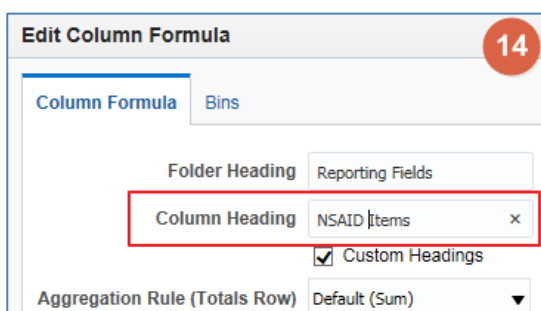 Edit Column Formula
14
Column Formula Bins
Folder Heading Reporting Fields
Column Heading NSAID Items ×
Custom Headings
Aggregation Rule (Totals Row) Default (Sum)